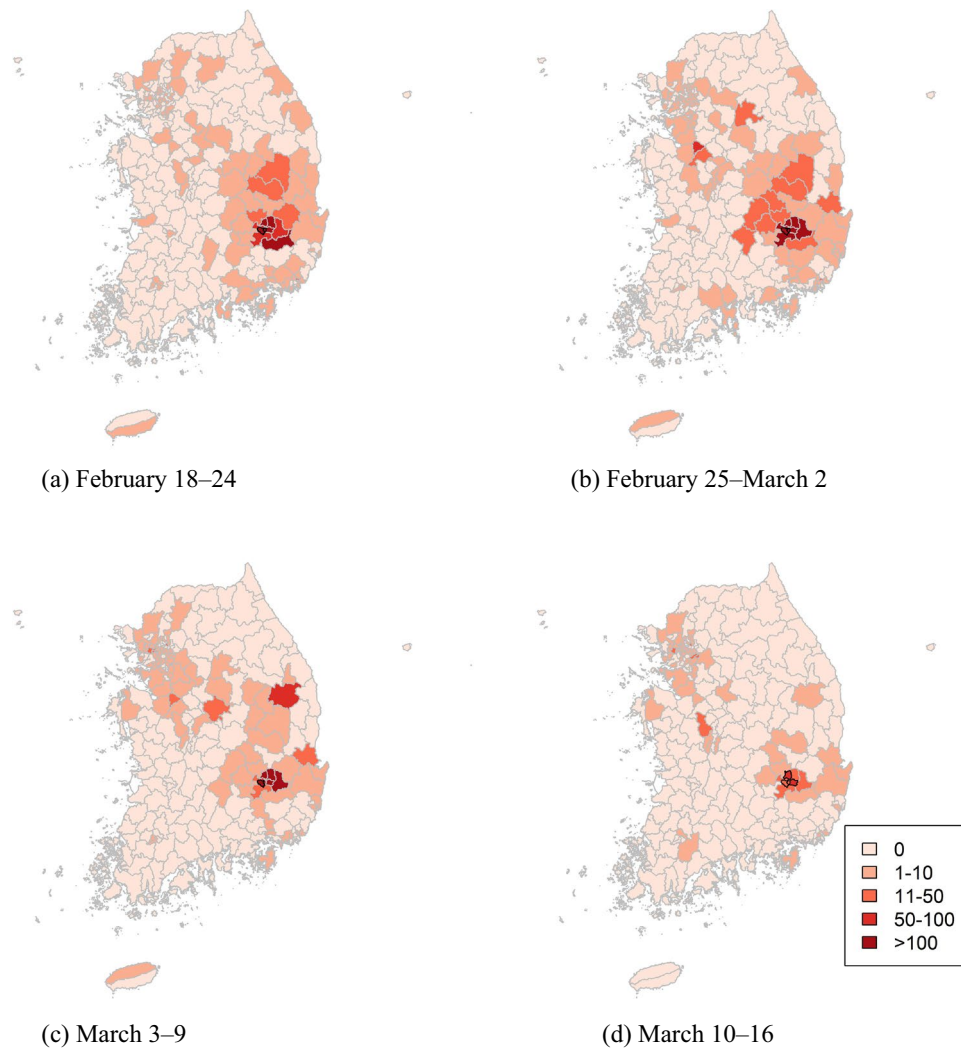 (a) February 18–24
(b) February 25–March 2
0
1-10
11-50
50-100
>100
(c) March 3–9
(d) March 10–16